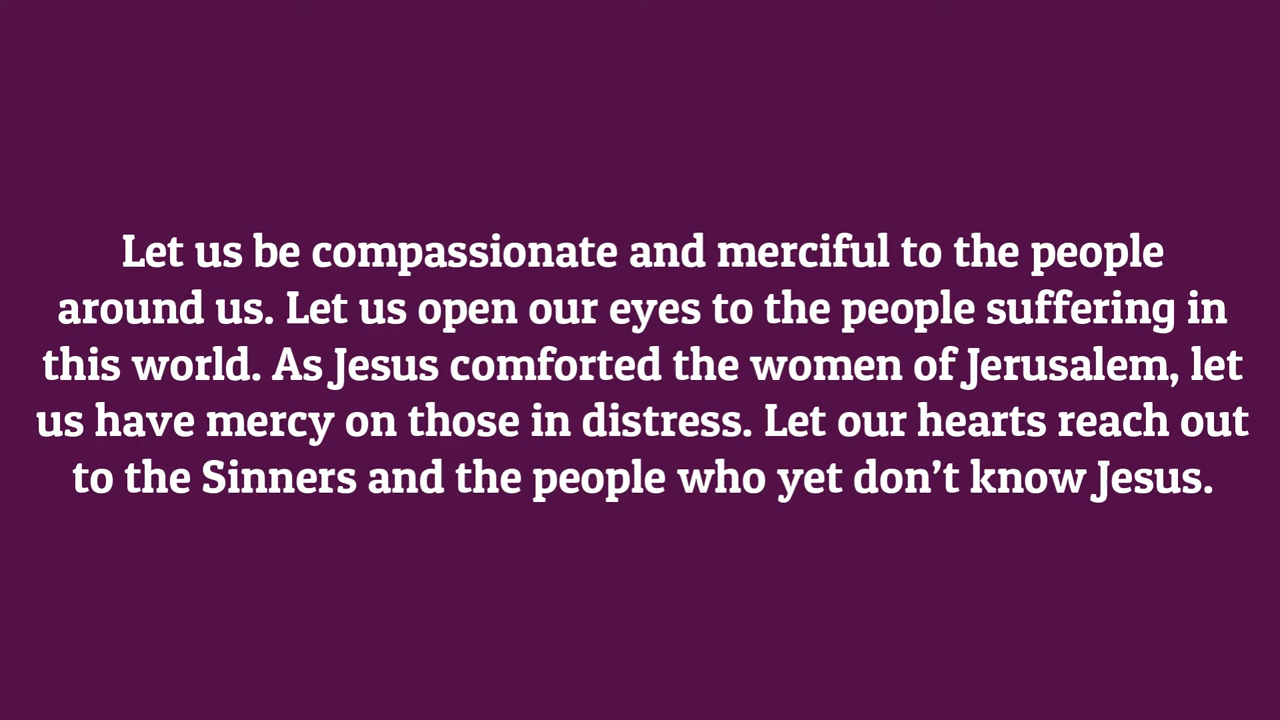 Let us be compassionate and merciful to the people
around us. Let us open our eyes to the people suffering in
this world. As Jesus comforted the women of Jerusalem, let
us have mercy on those in distress. Let our hearts reach out
to the Sinners and the people who yet don’t know Jesus.